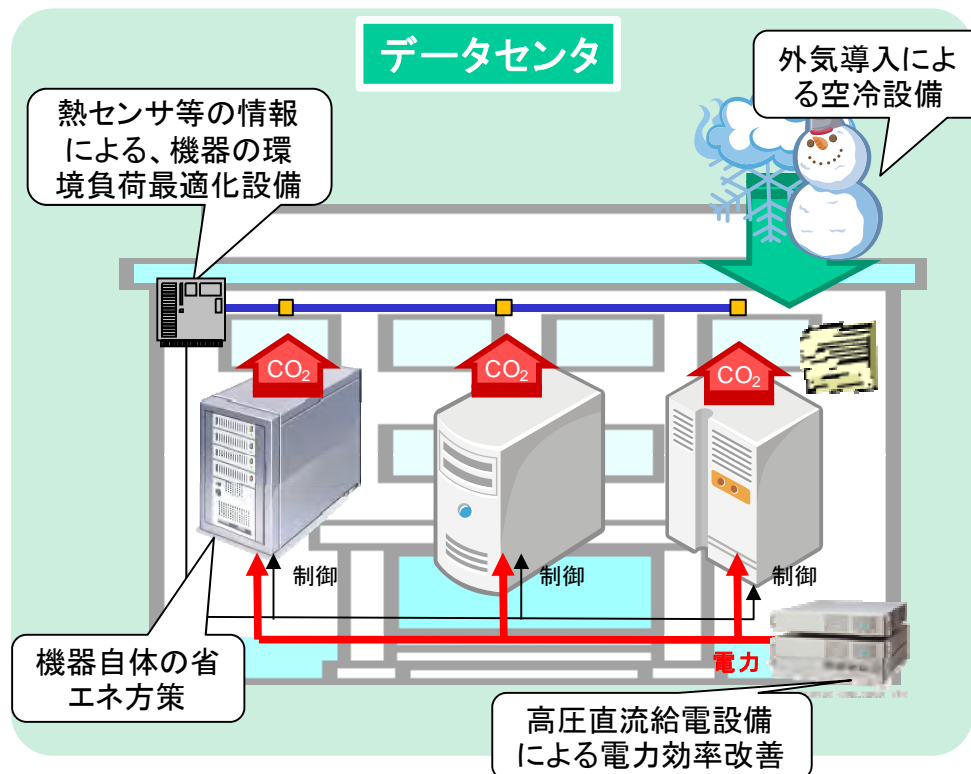 データセンタ
外気導入によ
る空冷設備
熱センサ等の情報
による、機器の環
境負荷最適化設備
CO₂
CO₂
CO₂
制御
制御
制御
電力
機器自体の省
エネ方策
高圧直流給電設備
による電力効率改善